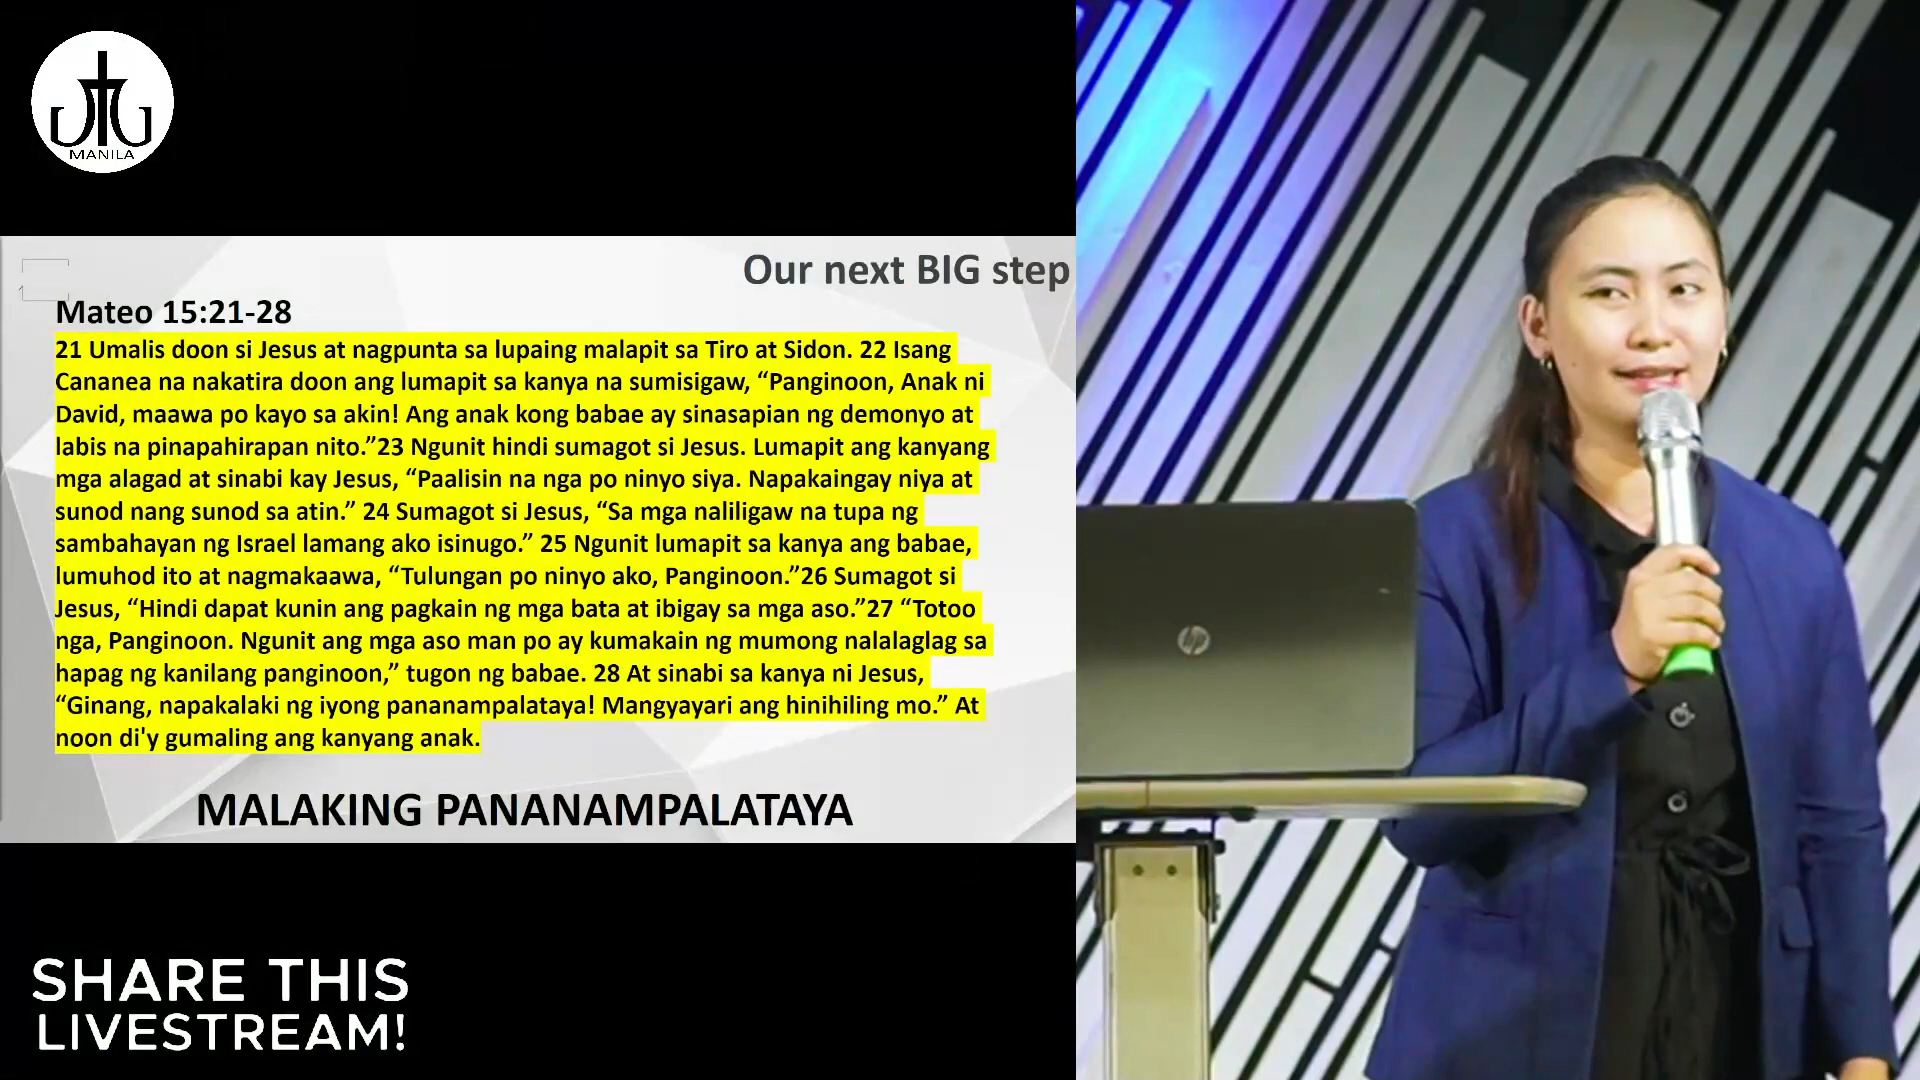 JTG
MANILA
Our next BIG step
Mateo 15:21-28
21 Umalis doon si Jesus at nagpunta sa lupaing malapit sa Tiro at Sidon. 22 Isang
Cananea na nakatira doon ang lumapit sa kanya na sumisigaw, “Panginoon, Anak ni
David, maawa po kayo sa akin! Ang anak kong babae ay sinasapian ng demonyo at
labis na pinapahirapan nito.”23 Ngunit hindi sumagot si Jesus. Lumapit ang kanyang
mga alagad at sinabi kay Jesus, “Paalisin na nga po ninyo siya. Napakaingay niya at
sunod nang sunod sa atin.” 24 Sumagot si Jesus, “Sa mga naliligaw na tupa ng
sambahayan ng Israel lamang ako isinugo.” 25 Ngunit lumapit sa kanya ang babae,
lumuhod ito at nagmakaawa, “Tulungan po ninyo ako, Panginoon.”26 Sumagot si
Jesus, “Hindi dapat kunin ang pagkain ng mga bata at ibigay sa mga aso.”27 “Totoo
nga, Panginoon. Ngunit ang mga aso man po ay kumakain ng mumong nalalaglag sa
hapag ng kanilang panginoon,” tugon ng babae. 28 At sinabi sa kanya ni Jesus,
“Ginang, napakalaki ng iyong pananampalataya! Mangyayari ang hinihiling mo.” At
noon di'y gumaling ang kanyang anak.
MALAKING PANANAMPALATAYA
SHARE THIS
LIVESTREAM!
hp